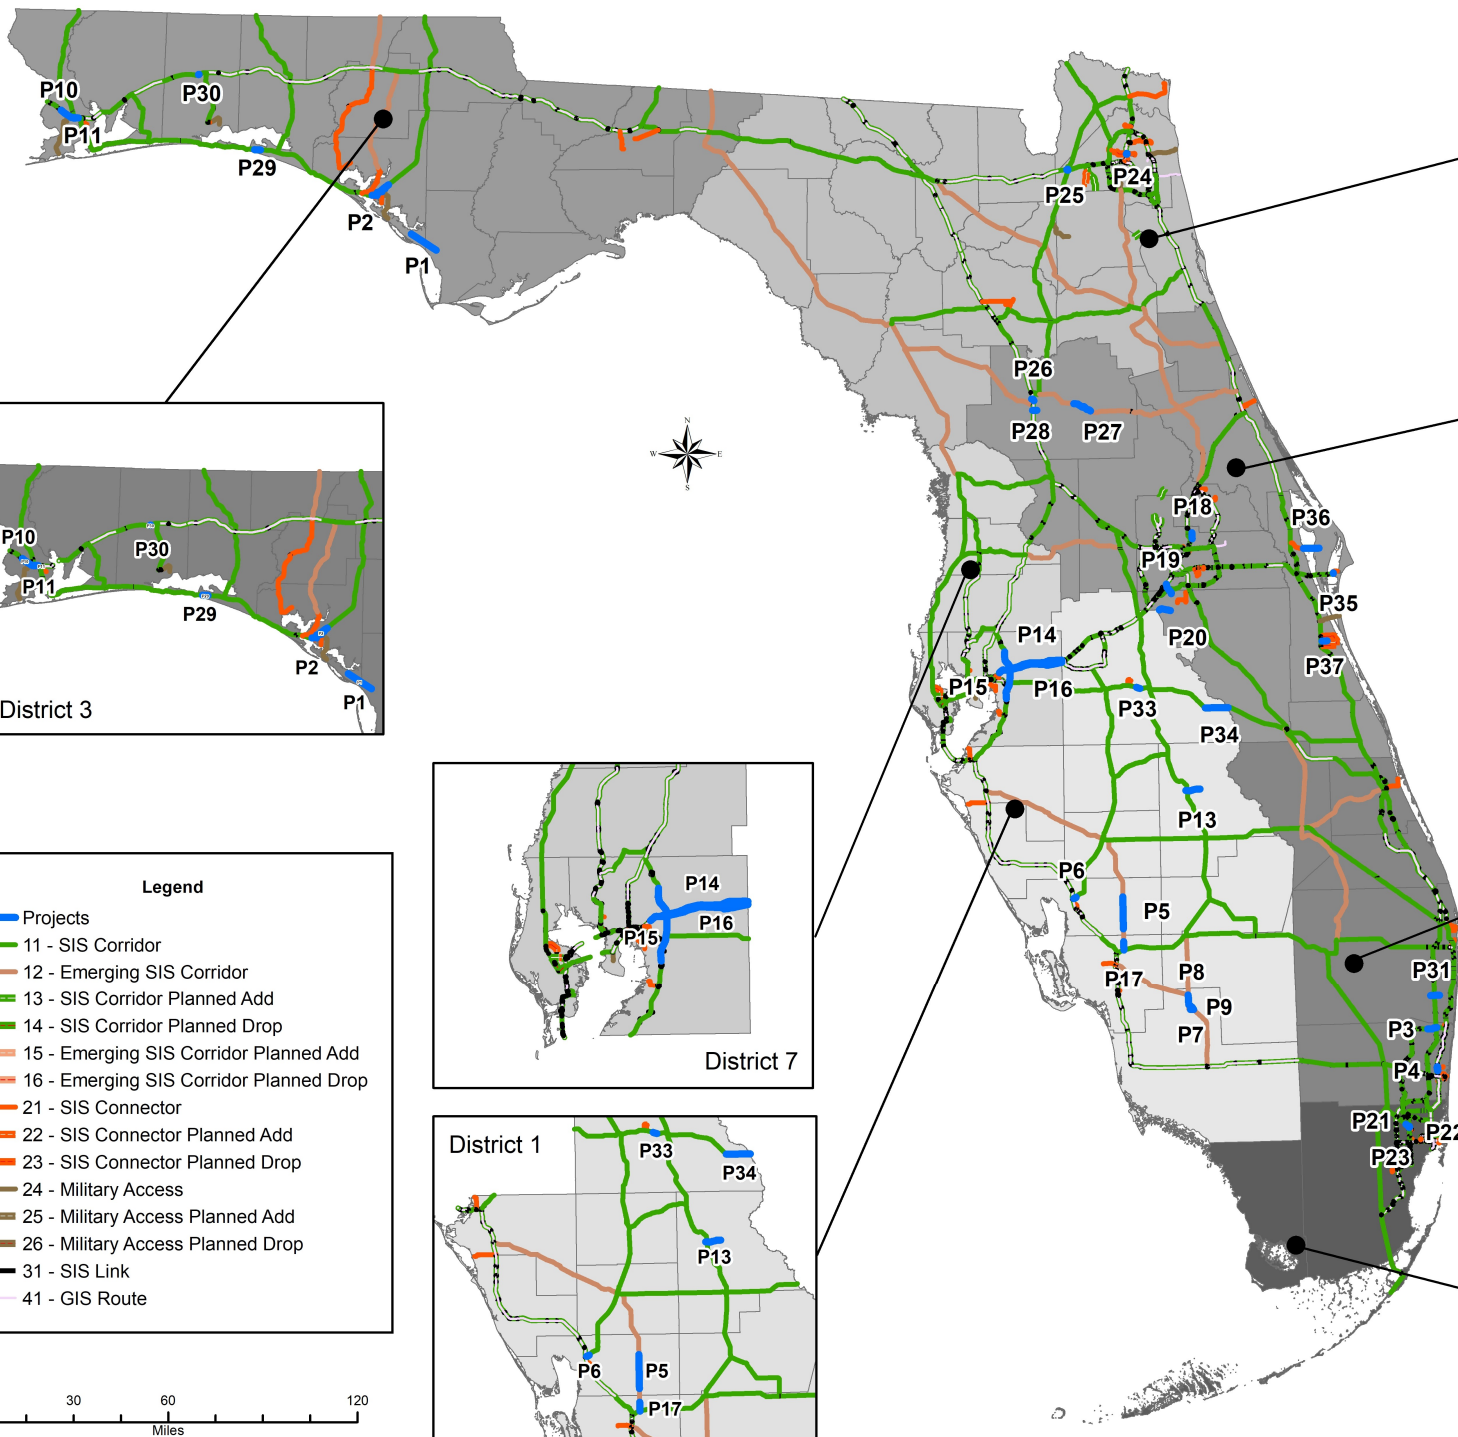 P10
P11
P30
P29
P2
P1
P25
P24
P26
P28
P27
P18
P36
P19
P35
P20
P37
P14
P15
P16
P33
P34
P13
P6
P5
P17
P8
P9
P7
P31
P3
P4
P21
P22
P23
N
W
E
S
P10
P11
P30
P29
P2
P1
District 3
P14
P16
P15
District 7
District 1
P33
P34
P13
P6
P5
P17
Legend
Projects
11 - SIS Corridor
12 - Emerging SIS Corridor
13 - SIS Corridor Planned Add
14 - SIS Corridor Planned Drop
15 - Emerging SIS Corridor Planned Add
16 - Emerging SIS Corridor Planned Drop
21 - SIS Connector
22 - SIS Connector Planned Add
23 - SIS Connector Planned Drop
24 - Military Access
25 - Military Access Planned Add
26 - Military Access Planned Drop
31 - SIS Link
41 - GIS Route
30 60 120
Miles